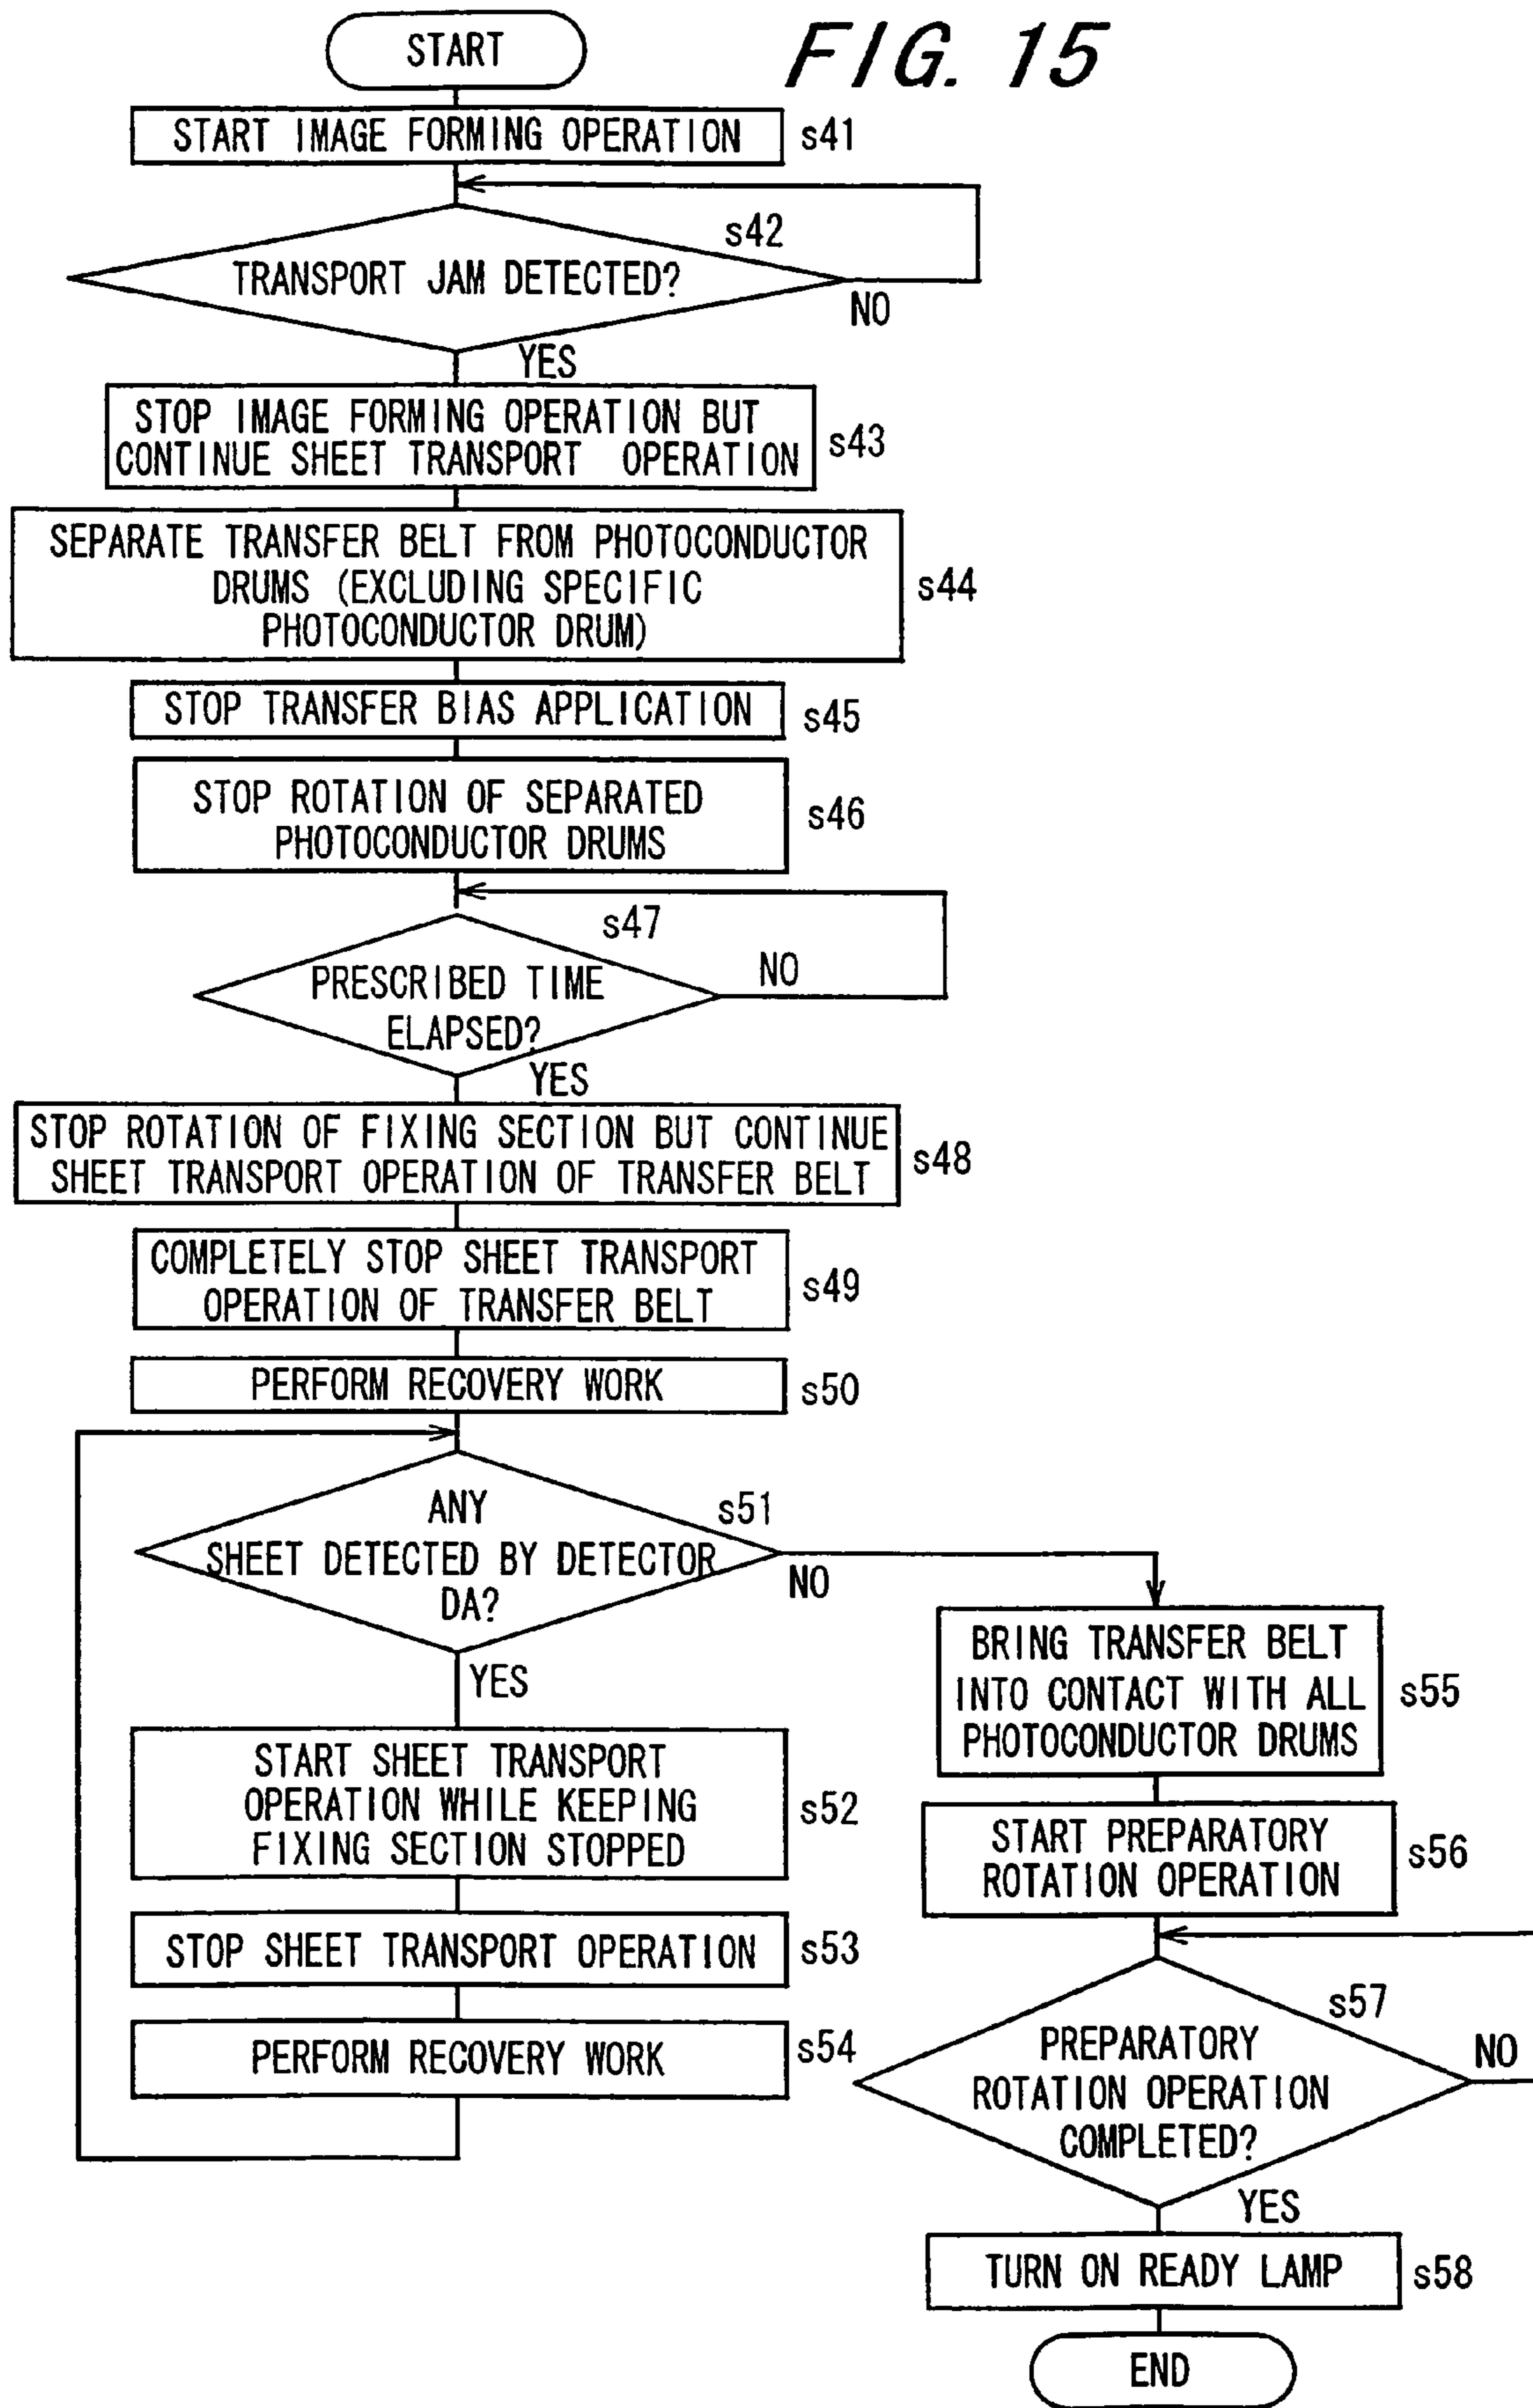 FIG. 15
START
START IMAGE FORMING OPERATION
s41
s42
TRANSPORT JAM DETECTED?
NO
YES
STOP IMAGE FORMING OPERATION BUT
CONTINUE SHEET TRANSPORT OPERATION
s43
SEPARATE TRANSFER BELT FROM PHOTOCONDUCTOR
DRUMS (EXCLUDING SPECIFIC
PHOTOCONDUCTOR DRUM)
s44
STOP TRANSFER BIAS APPLICATION
s45
STOP ROTATION OF SEPARATED
PHOTOCONDUCTOR DRUMS
s46
s47
PRESCRIBED TIME
ELAPSED?
NO
YES
STOP ROTATION OF FIXING SECTION BUT CONTINUE
SHEET TRANSPORT OPERATION OF TRANSFER BELT
s48
COMPLETELY STOP SHEET TRANSPORT
OPERATION OF TRANSFER BELT
s49
PERFORM RECOVERY WORK
s50
s51
ANY
SHEET DETECTED BY DETECTOR
DA?
NO
YES
START SHEET TRANSPORT
OPERATION WHILE KEEPING
FIXING SECTION STOPPED
s52
STOP SHEET TRANSPORT OPERATION
s53
PERFORM RECOVERY WORK
s54
BRING TRANSFER BELT
INTO CONTACT WITH ALL
PHOTOCONDUCTOR DRUMS
s55
START PREPARATORY
ROTATION OPERATION
s56
s57
PREPARATORY
ROTATION OPERATION
COMPLETED?
NO
YES
TURN ON READY LAMP
s58
END